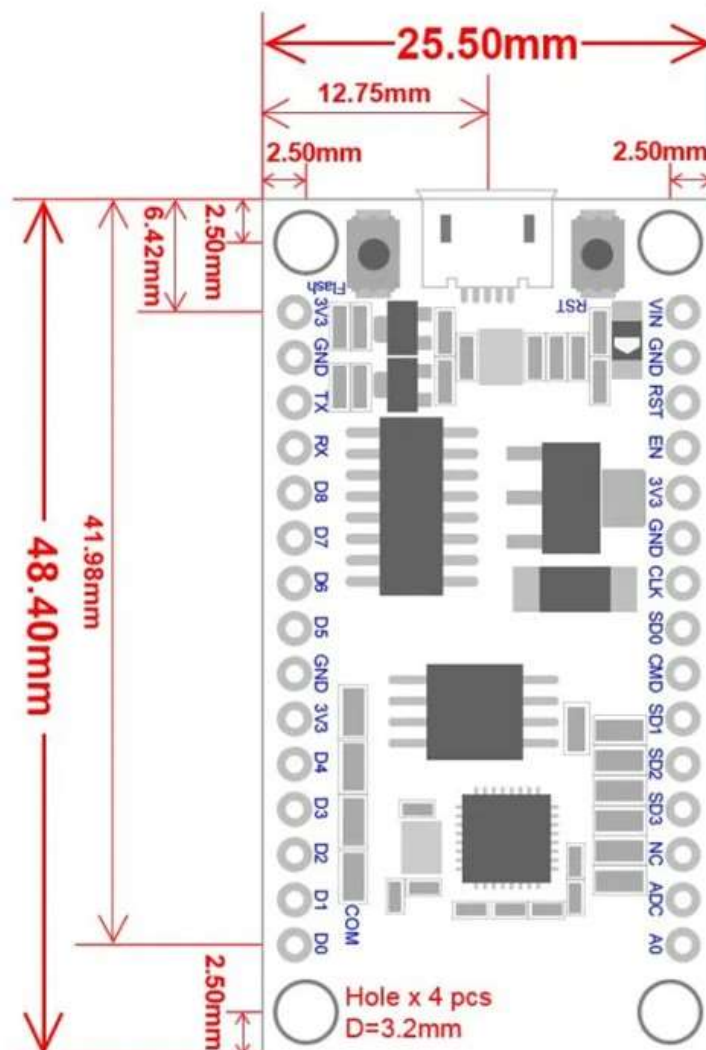 25.50mm
12.75mm
2.50mm
2.50mm
2.50mm
6.42mm
41.98mm
48.40mm
2.50mm
Flash
RST
3V3
GND
TX
RX
D8
D7
D6
D5
GND
3V3
D4
D3
D2
D1
D0
COM
VIN
GND
RST
EN
3V3
GND
CLK
SD0
CMD
SD1
SD2
SD3
NC
ADC
A0
Hole x 4 pcs
D=3.2mm